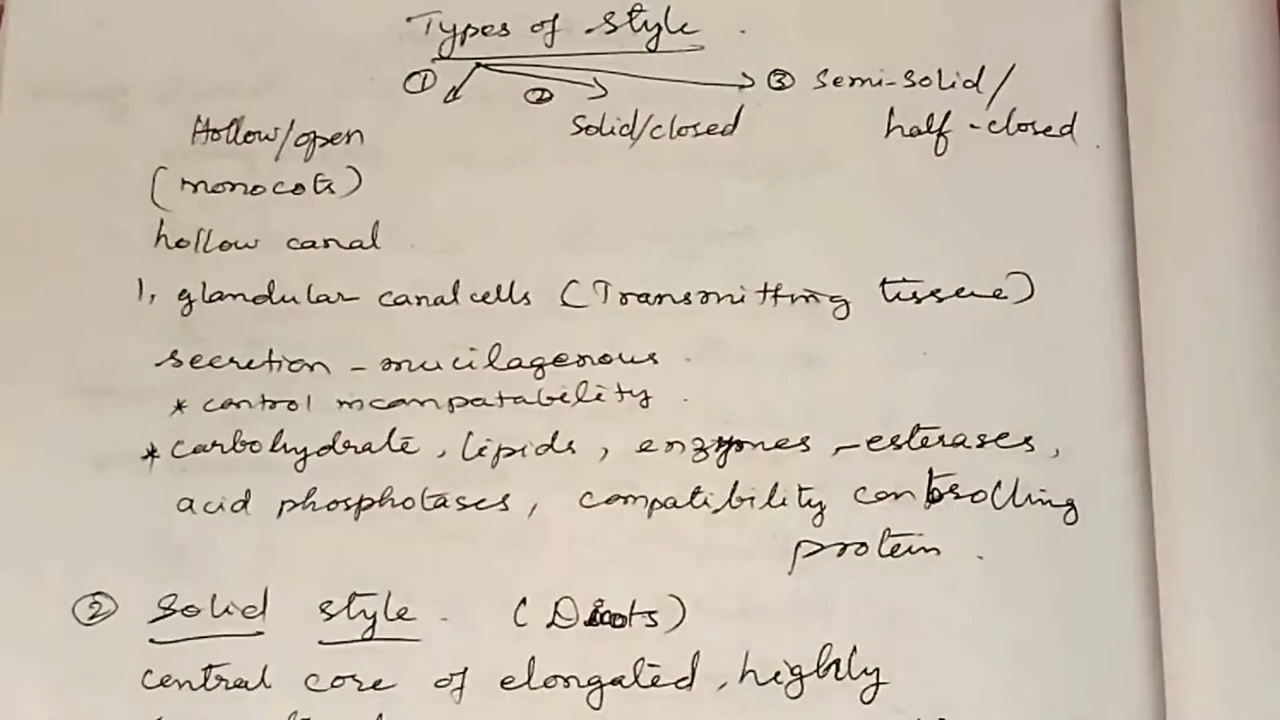 Types of style.
① ② ③ Semi-solid/
Hollow/open Solid/closed half-closed.
(monocots)
hollow canal
1, glandular canal cells (Transmitting tissue)
secretion - mucilagenous.
* control incompatability.
* carbohydrate, lipids, enzymes - esterases,
acid phosphotases, compatibility controlling
protein.
② Solid style. (Dicots)
central core of elongated, highly